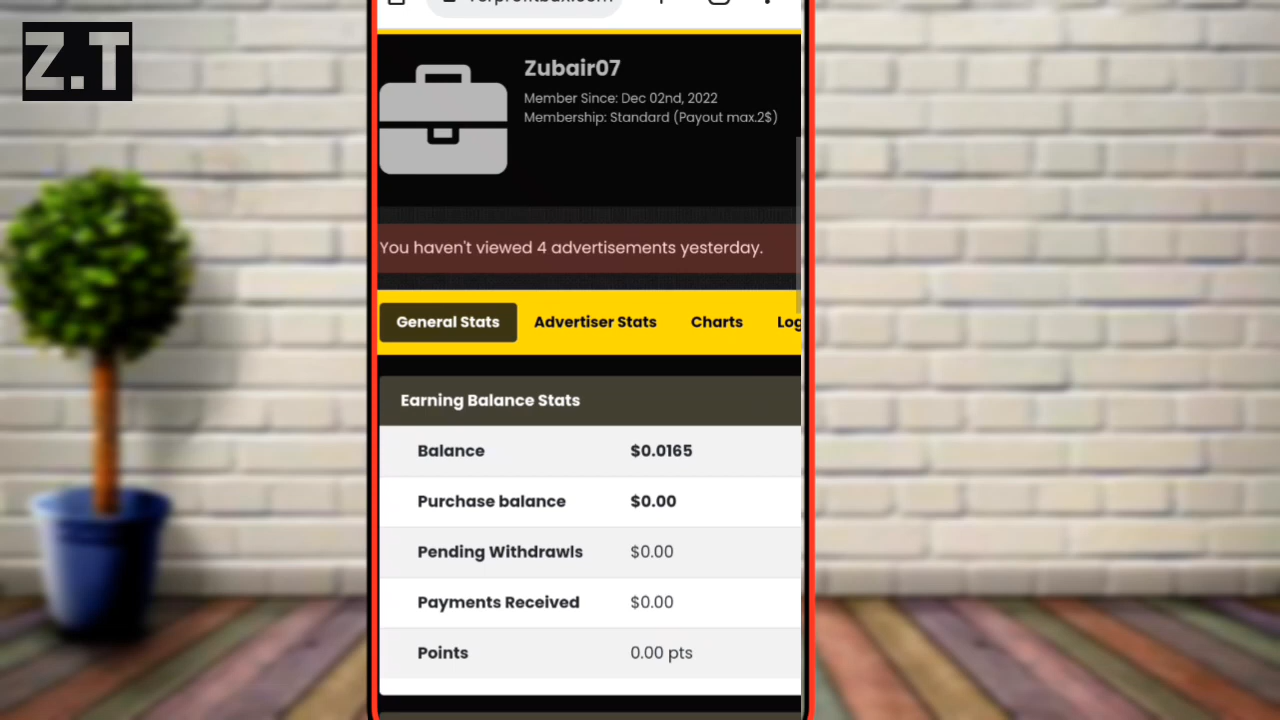 Z.T
Zubair07
Member Since: Dec 02nd, 2022
Membership: Standard (Payout max.2$)
You haven't viewed 4 advertisements yesterday.
General Stats Advertiser Stats Charts Log
Earning Balance Stats
Balance $0.0165
Purchase balance $0.00
Pending Withdrawls $0.00
Payments Received $0.00
Points 0.00 pts